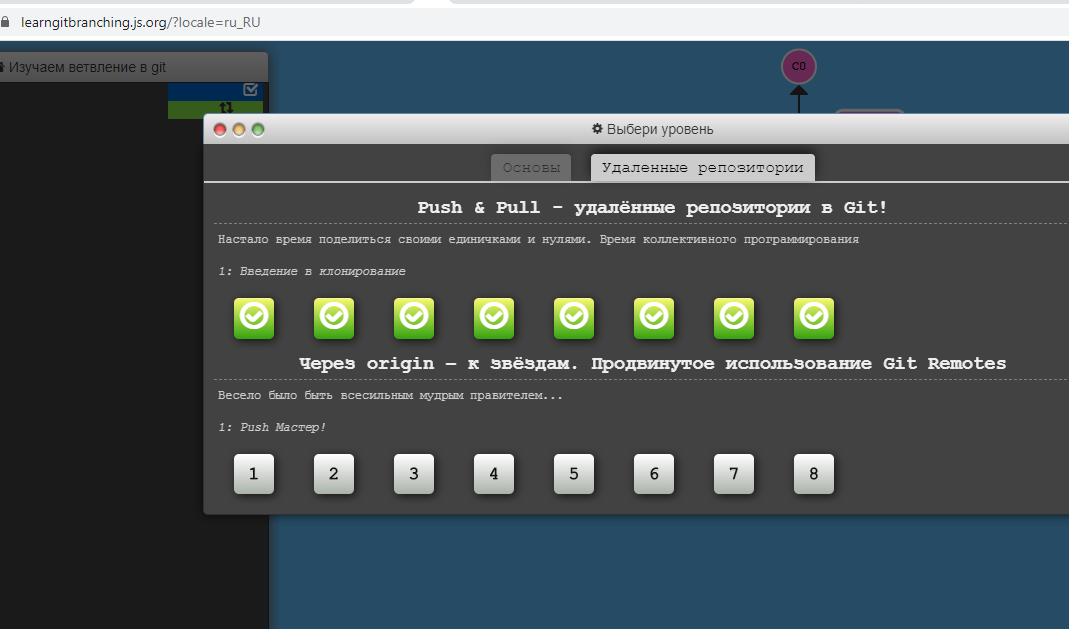 learngitbranching.js.org/?locale=ru_RU
Изучаем ветвление в git
C0
Выбери уровень
Основы
Удаленные репозитории
Push & Pull - удалённые репозитории в Git!
Настало время поделиться своими единичками и нулями. Время коллективного программирования
1: Введение в клонирование
Через origin – к звёздам. Продвинутое использование Git Remotes
Весело было быть всесильным мудрым правителем...
1: Push Мастер!
1 2 3 4 5 6 7 8